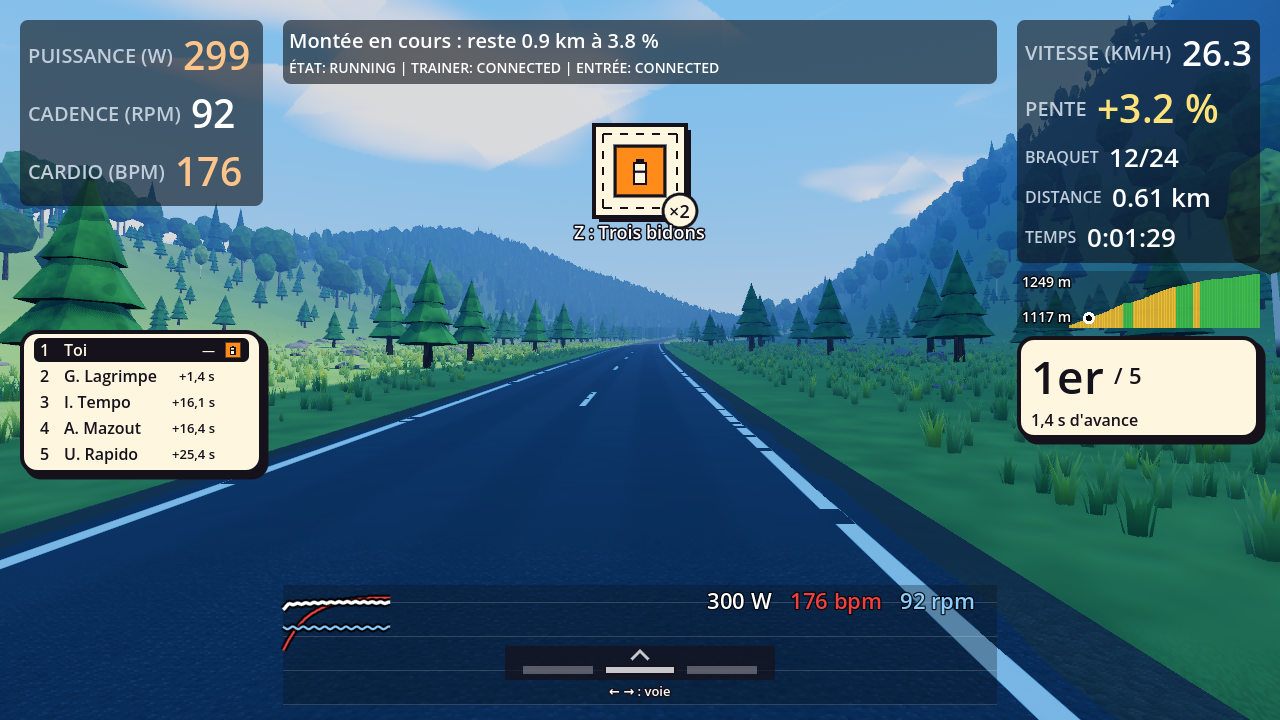 PUISSANCE (W) 299
CADENCE (RPM) 92
CARDIO (BPM) 176
Montée en cours : reste 0.9 km à 3.8 %
ÉTAT: RUNNING | TRAINER: CONNECTED | ENTRÉE: CONNECTED
VITESSE (KM/H) 26.3
PENTE +3.2 %
BRAQUET 12/24
DISTANCE 0.61 km
TEMPS 0:01:29
×2
Z : Trois bidons
1249 m
1117 m
1 Toi —
2 G. Lagrimpe +1,4 s
3 I. Tempo +16,1 s
4 A. Mazout +16,4 s
5 U. Rapido +25,4 s
1er / 5
1,4 s d'avance
300 W 176 bpm 92 rpm
← → : voie